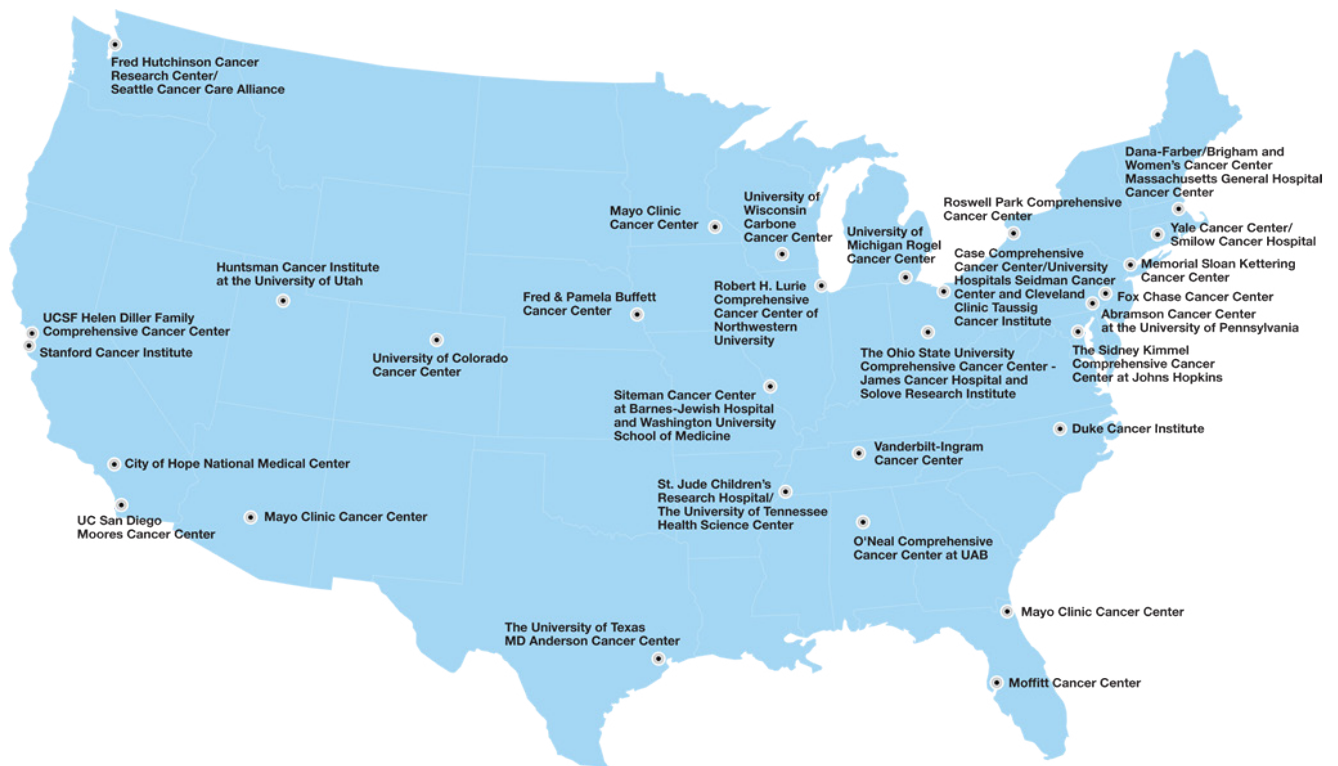 Fred Hutchinson Cancer
Research Center/
Seattle Cancer Care Alliance
Dana-Farber/Brigham and
Women's Cancer Center
Massachusetts General Hospital
Cancer Center
Mayo Clinic
Cancer Center
University of
Wisconsin
Carbone
Cancer Center
University of
Michigan Rogel
Cancer Center
Roswell Park Comprehensive
Cancer Center
Yale Cancer Center/
Smilow Cancer Hospital
Case Comprehensive
Cancer Center/University
Hospitals Seidman Cancer
Center and Cleveland
Clinic Taussig
Cancer Institute
Memorial Sloan Kettering
Cancer Center
Huntsman Cancer Institute
at the University of Utah
Fred & Pamela Buffett
Cancer Center
Robert H. Lurie
Comprehensive
Cancer Center of
Northwestern
University
Fox Chase Cancer Center
Abramson Cancer Center
at the University of Pennsylvania
UCSF Helen Diller Family
Comprehensive Cancer Center
Stanford Cancer Institute
University of Colorado
Cancer Center
The Ohio State University
Comprehensive Cancer Center -
James Cancer Hospital and
Solove Research Institute
The Sidney Kimmel
Comprehensive Cancer
Center at Johns Hopkins
Siteman Cancer Center
at Barnes-Jewish Hospital
and Washington University
School of Medicine
Duke Cancer Institute
Vanderbilt-Ingram
Cancer Center
City of Hope National Medical Center
St. Jude Children's
Research Hospital/
The University of Tennessee
Health Science Center
UC San Diego
Moores Cancer Center
Mayo Clinic Cancer Center
O'Neal Comprehensive
Cancer Center at UAB
Mayo Clinic Cancer Center
The University of Texas
MD Anderson Cancer Center
Moffitt Cancer Center